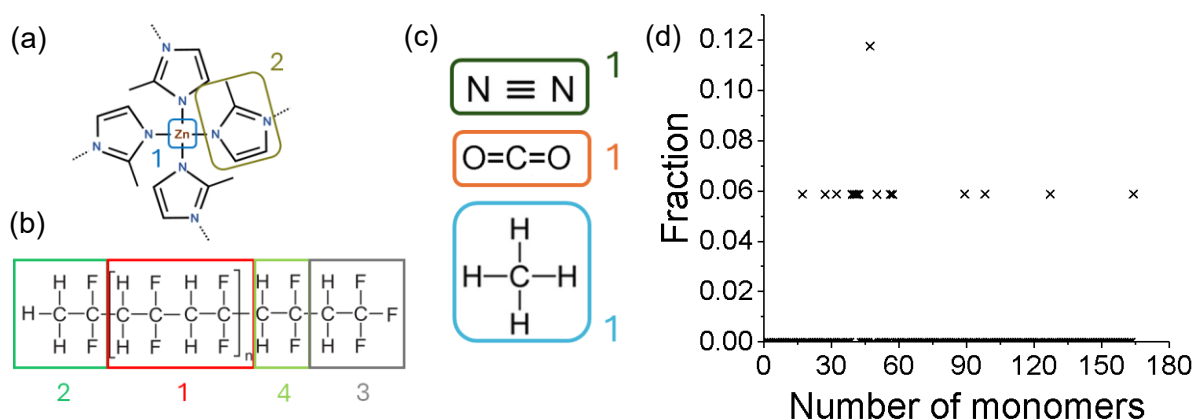 (a)
N
2
N
N
N Zn N
N
1
N
N
(b)
H F [ H F H F ] H F H F
H–C–C–C–C–C–C–C–C–C–C–F
H F H F H F n H F H F
2 1 4 3
(c)
N ≡ N 1
O=C=O 1
H
H–C–H
H
1
(d)
Fraction
0.12
0.10
0.08
0.06
0.04
0.02
0.00
0 30 60 90 120 150 180
Number of monomers